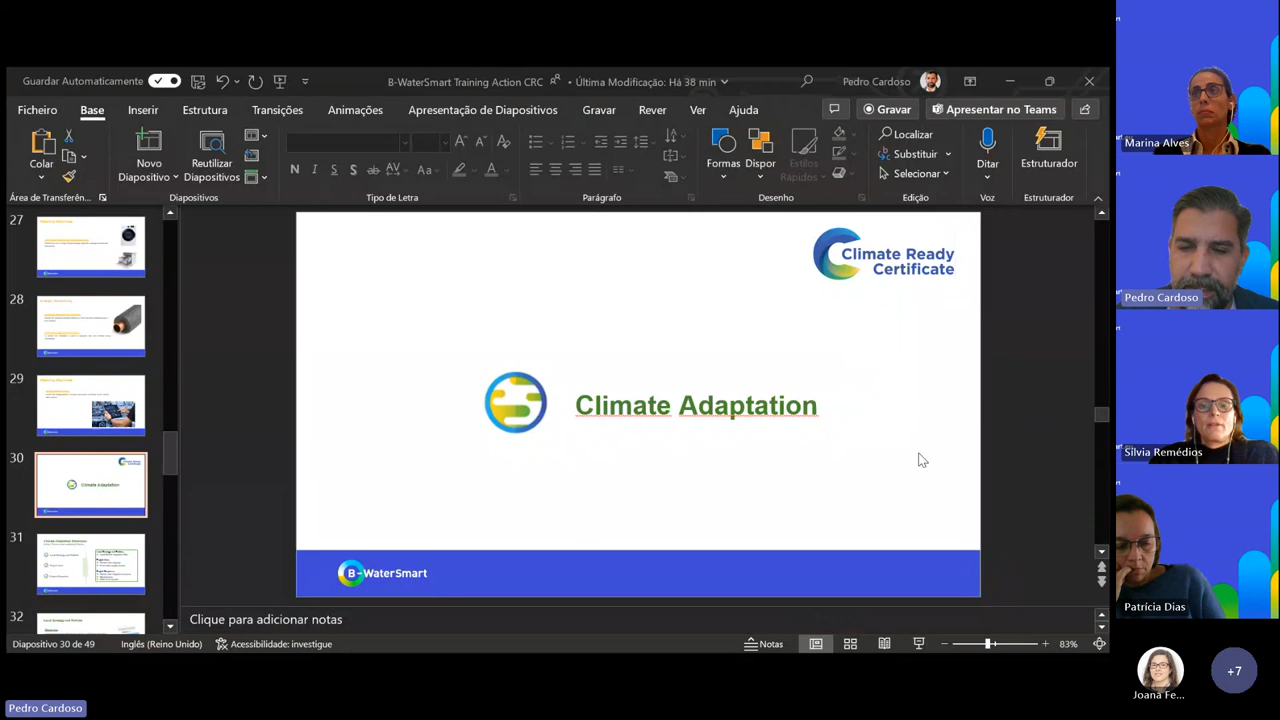 Guardar Automaticamente
B-WaterSmart Training Action CRC • Última Modificação: Há 38 min
Pedro Cardoso
Ficheiro Base Inserir Estrutura Transições Animações Apresentação de Diapositivos Gravar Rever Ver Ajuda
Gravar
Apresentar no Teams
Colar
Novo
Diapositivo
Reutilizar
Diapositivos
Formas
Dispor
Estilos
Rápidos
Localizar
Substituir
Selecionar
Ditar
Estruturador
Área de Transferên...
Diapositivos
Tipo de Letra
Parágrafo
Desenho
Edição
Voz
Estruturador
27
28
29
30
Climate Adaptation
31
32
Climate Ready
Certificate
Climate Adaptation
B-WaterSmart
Clique para adicionar notas
Diapositivo 30 de 49
Inglês (Reino Unido)
Acessibilidade: investigue
Notas
83%
Marina Alves
Pedro Cardoso
Sílvia Remédios
Patrícia Dias
Joana Fe...
+7
Pedro Cardoso